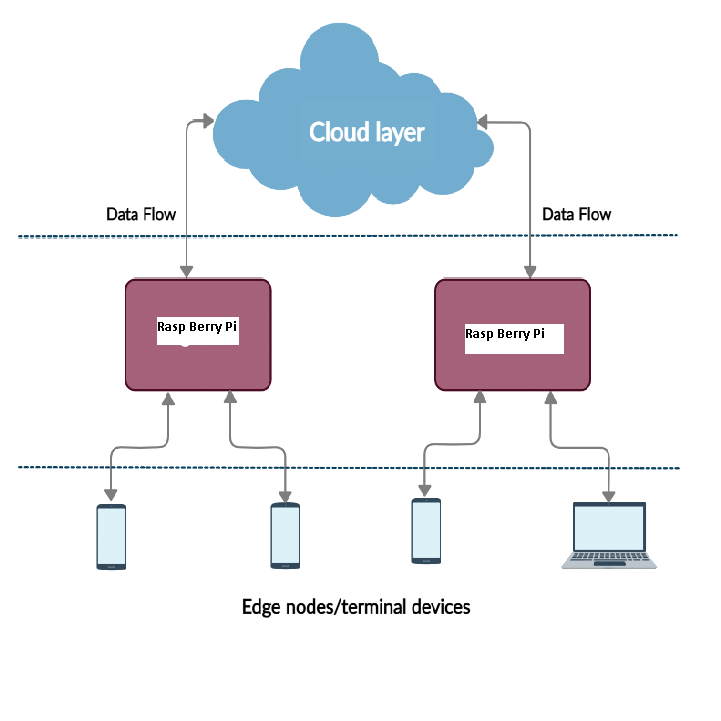 Cloud layer
Data Flow
Data Flow
Rasp Berry Pi
Rasp Berry Pi
Edge nodes/terminal devices